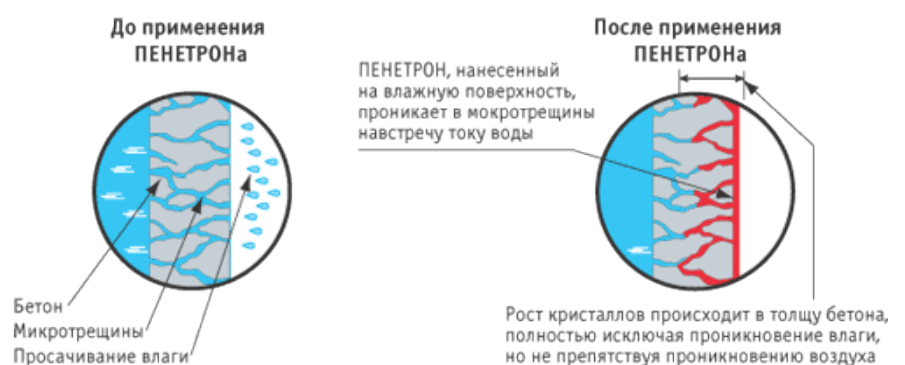 До применения
ПЕНЕТРОНа
Бетон
Микротрещины
Просачивание влаги
После применения
ПЕНЕТРОНа
ПЕНЕТРОН, нанесенный
на влажную поверхность,
проникает в мокротрещины
навстречу току воды
Рост кристаллов происходит в толщу бетона,
полностью исключая проникновение влаги,
но не препятствуя проникновению воздуха